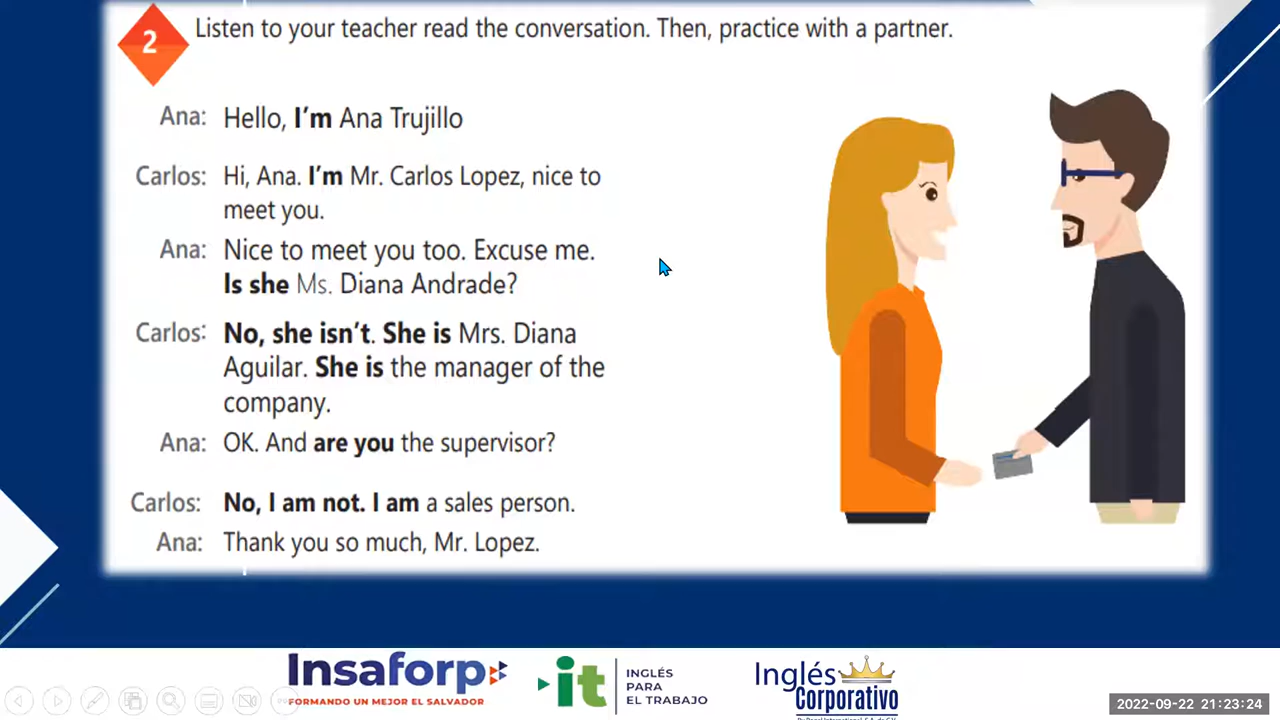 2 Listen to your teacher read the conversation. Then, practice with a partner.
Ana: Hello, I'm Ana Trujillo
Carlos: Hi, Ana. I'm Mr. Carlos Lopez, nice to
meet you.
Ana: Nice to meet you too. Excuse me.
Is she Ms. Diana Andrade?
Carlos: No, she isn't. She is Mrs. Diana
Aguilar. She is the manager of the
company.
Ana: OK. And are you the supervisor?
Carlos: No, I am not. I am a sales person.
Ana: Thank you so much, Mr. Lopez.
Insaforp
FORMANDO UN MEJOR EL SALVADOR
it
INGLÉS
PARA
EL TRABAJO
Inglés
Corporativo
2022-09-22 21:23:24